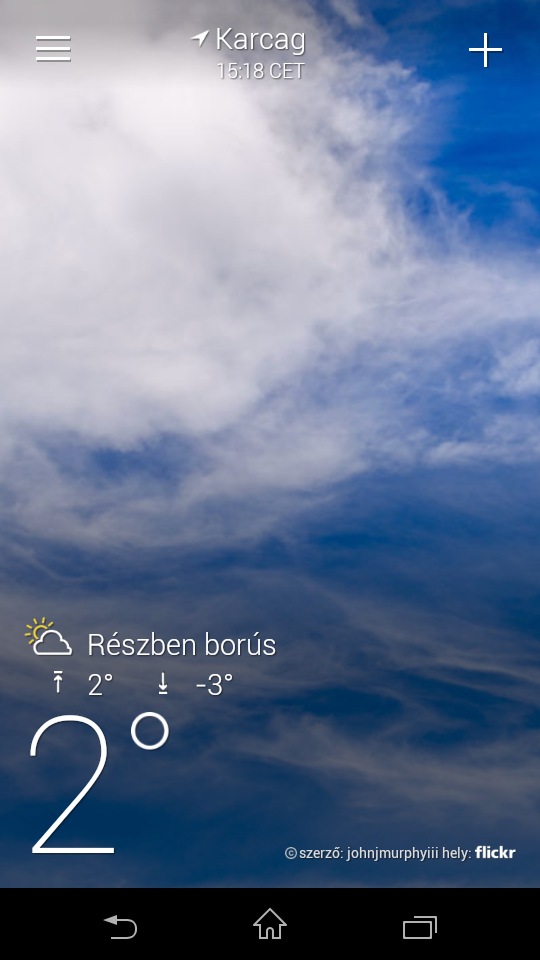 Karcag
15:18 CET
Részben borús
2° -3°
2°
©szerző: johnjmurphyiii hely: flickr